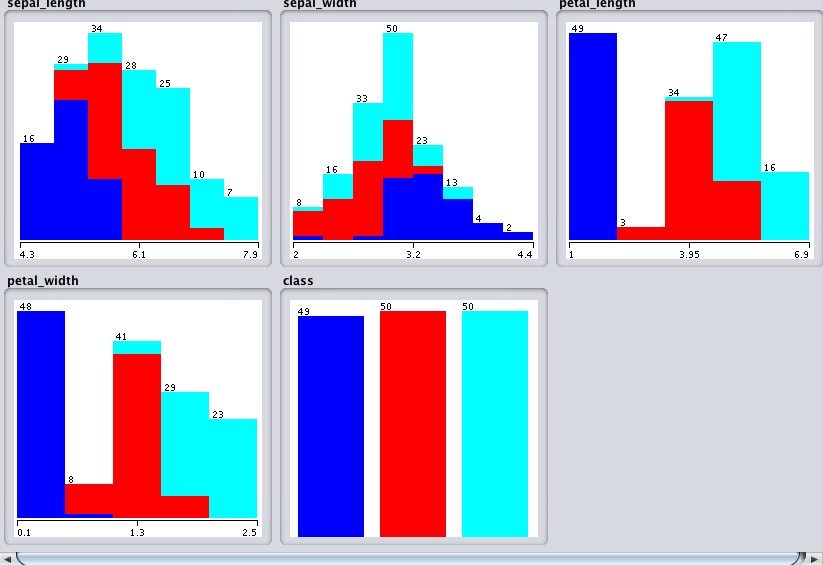 sepal_length
34
29
28
25
16
10
7
4.3 6.1 7.9
sepal_width
50
33
23
16
13
8
4
2
2 3.2 4.4
petal_length
49
47
34
16
3
1 3.95 6.9
petal_width
48
41
29
23
8
0.1 1.3 2.5
class
49 50 50